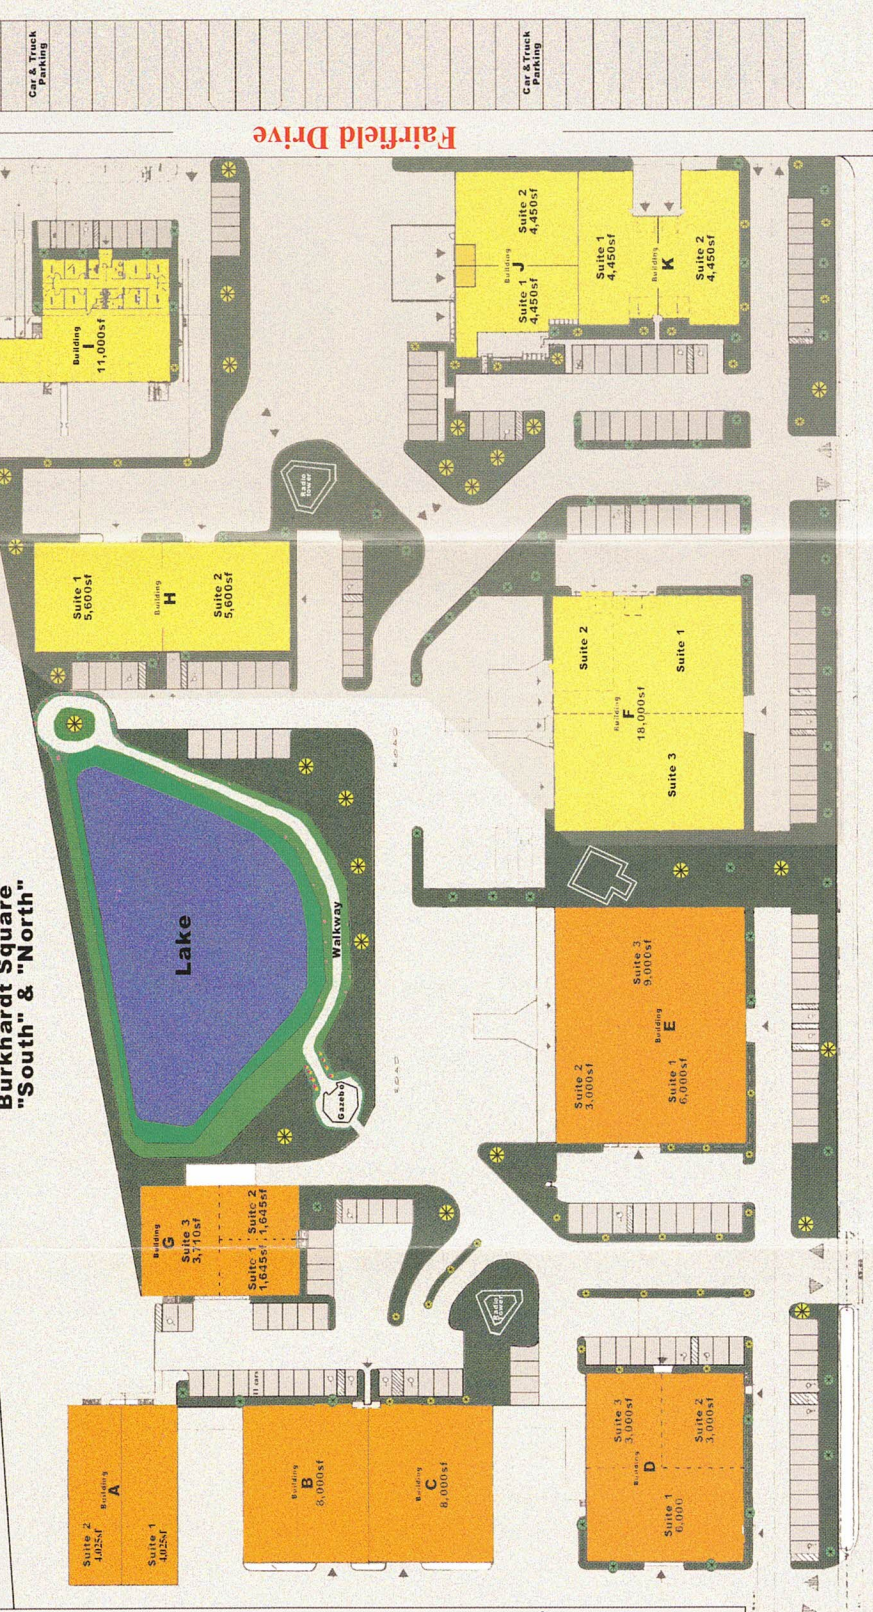 Car & Truck
Parking
Car & Truck
Parking
Fairfield Drive
Building
I
11,000sf
Suite 2
4,450sf
Building
J
Suite 1
4,450sf
Suite 1
4,450sf
Building
K
Suite 2
4,450sf
Radio
tower
Suite 1
5,600sf
Building
H
Suite 2
5,600sf
Suite 2
Suite 1
Building
F
18,000sf
Suite 3
Burkhardt Square
"South" & "North"
Lake
Walkway
Gazebo
Suite 3
9,000sf
Building
E
Suite 2
3,000sf
Suite 1
6,000sf
Building
G
Suite 3
3,710sf
Suite 2
1,645sf
Suite 1
1,645sf
Radio
tower
Building
A
Suite 2
4,025sf
Suite 1
4,025sf
Building
B
8,000sf
Building
C
8,000sf
Suite 3
3,000sf
Suite 2
3,000sf
Building
D
Suite 1
6,000